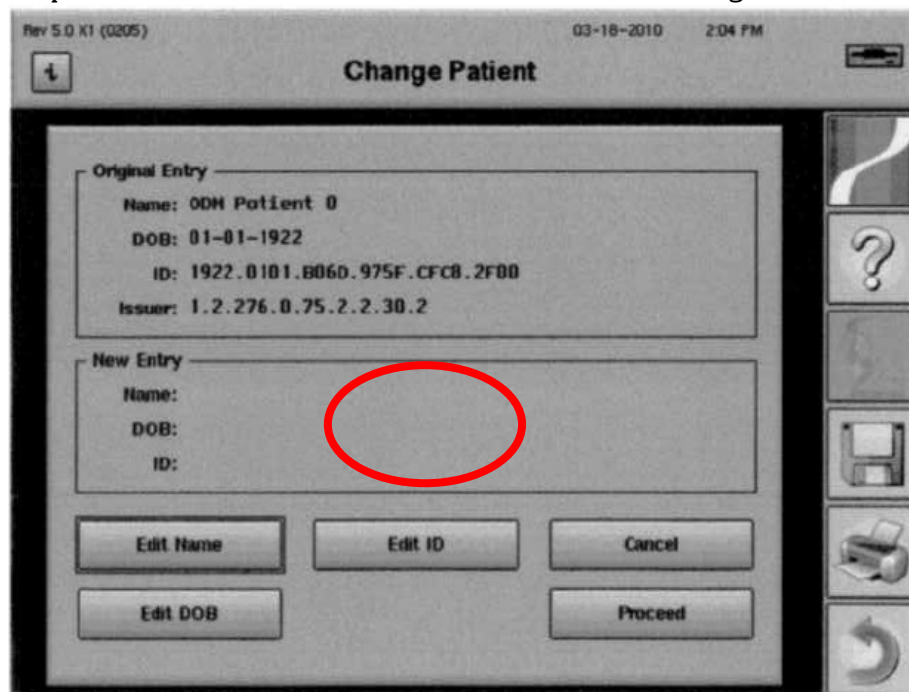 Rev 5.0 X1 (0205)
03-18-2010 2:04 PM
i
Change Patient
Original Entry
Name: ODM Patient 0
DOB: 01-01-1922
ID: 1922.0101.B06D.975F.CFC8.2F00
Issuer: 1.2.276.0.75.2.2.30.2
New Entry
Name:
DOB:
ID:
Edit Name
Edit ID
Cancel
Edit DOB
Proceed